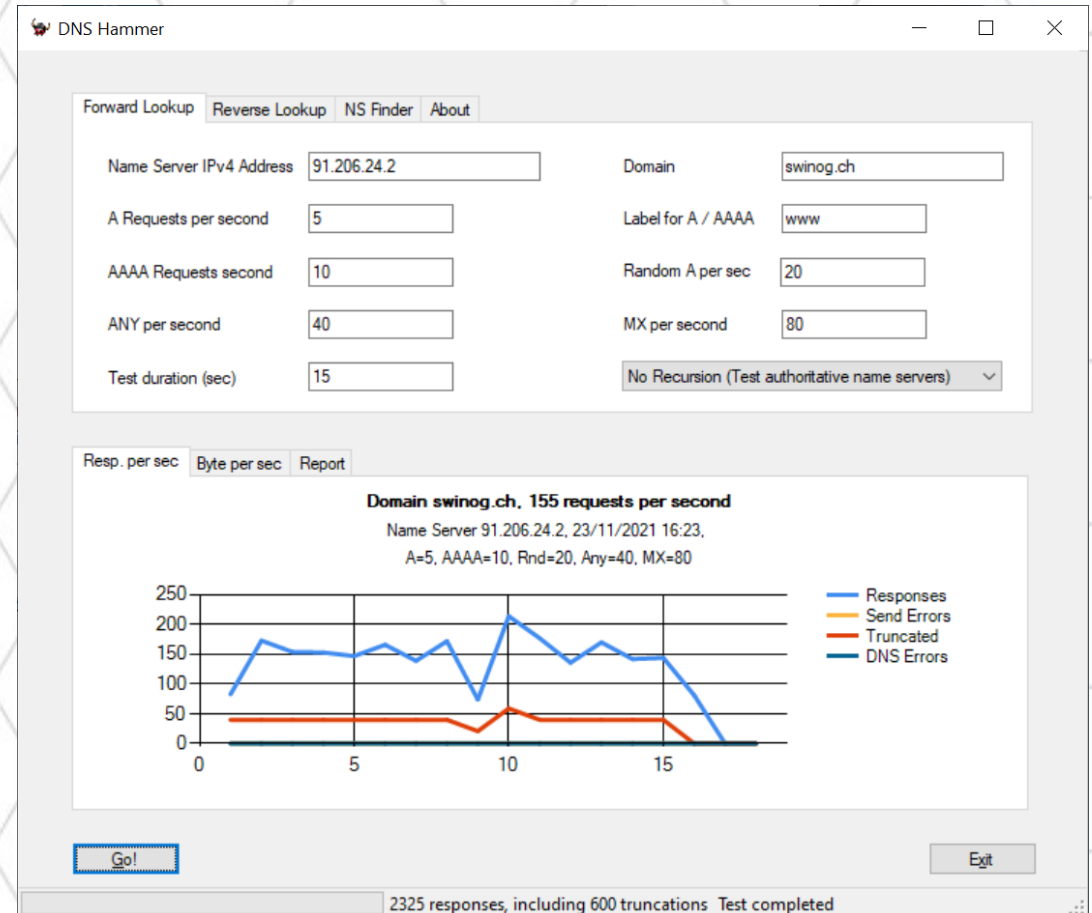 DNS Hammer
Forward Lookup Reverse Lookup NS Finder About
Name Server IPv4 Address 91.206.24.2 Domain swinog.ch
A Requests per second 5 Label for A / AAAA www
AAAA Requests second 10 Random A per sec 20
ANY per second 40 MX per second 80
Test duration (sec) 15 No Recursion (Test authoritative name servers)
Resp. per sec Byte per sec Report
Domain swinog.ch, 155 requests per second
Name Server 91.206.24.2, 23/11/2021 16:23,
A=5, AAAA=10, Rnd=20, Any=40, MX=80
250
200
150
100
50
0
0 5 10 15
Responses
Send Errors
Truncated
DNS Errors
Go! Exit
2325 responses, including 600 truncations Test completed